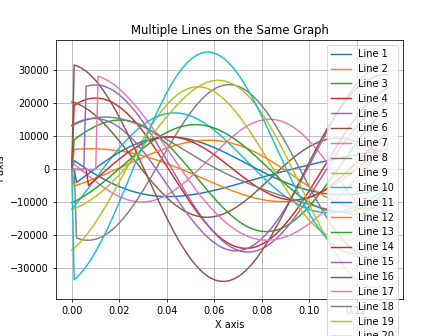 Multiple Lines on the Same Graph
30000
20000
10000
0
−10000
−20000
−30000
0.00
0.02
0.04
0.06
0.08
0.10
X axis
Line 1
Line 2
Line 3
Line 4
Line 5
Line 6
Line 7
Line 8
Line 9
Line 10
Line 11
Line 12
Line 13
Line 14
Line 15
Line 16
Line 17
Line 18
Line 19
Line 20